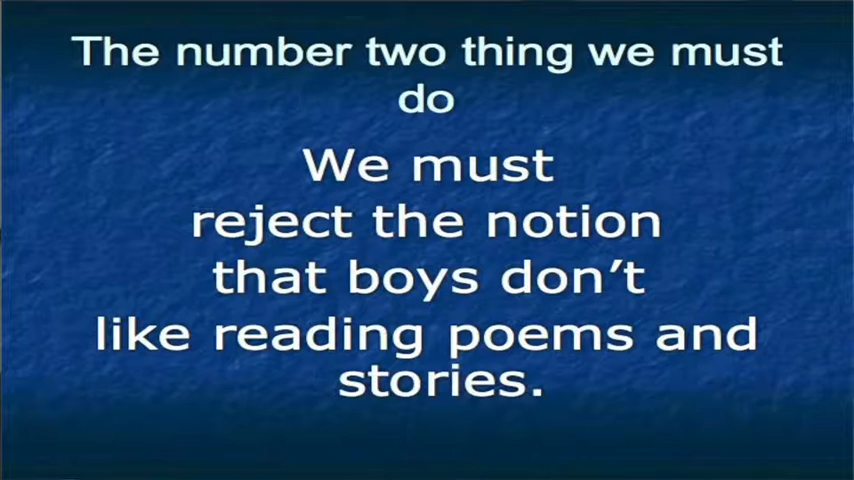 The number two thing we must
do
We must
reject the notion
that boys don’t
like reading poems and
stories.